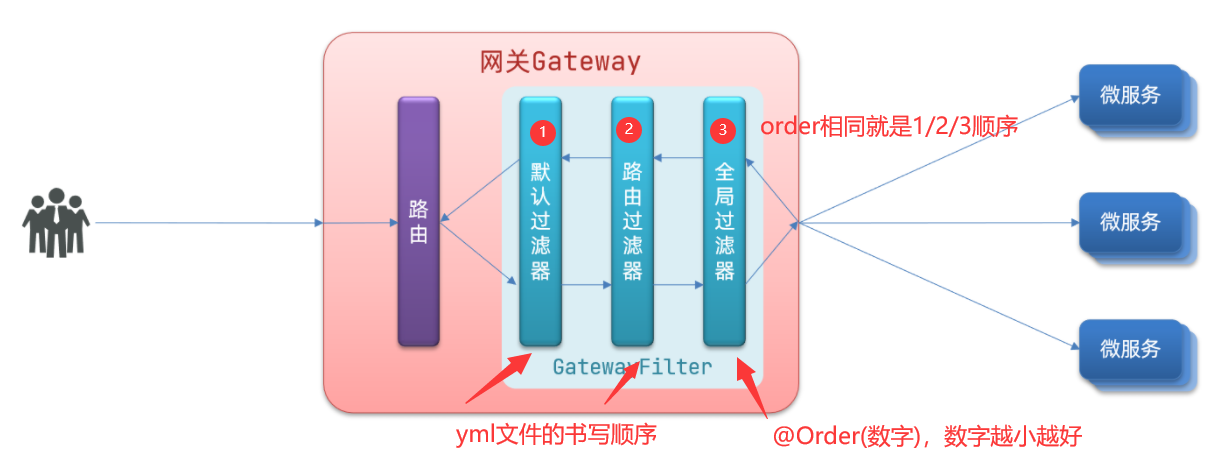 网关Gateway
路由
1
默认过滤器
2
路由过滤器
3
全局过滤器
order相同就是1/2/3顺序
微服务
微服务
微服务
GatewayFilter
yml文件的书写顺序
@Order(数字)，数字越小越好